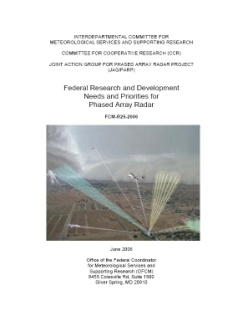 INTERDEPARTMENTAL COMMITTEE FOR
METEOROLOGICAL SERVICES AND SUPPORTING RESEARCH
COMMITTEE FOR COOPERATIVE RESEARCH (CCR)
JOINT ACTION GROUP FOR PHASED ARRAY RADAR PROJECT
(JAG/PARP)
Federal Research and Development
Needs and Priorities for
Phased Array Radar
FCM-R25-2006
June 2006
Office of the Federal Coordinator
for Meteorological Services and
Supporting Research (OFCM)
8455 Colesville Rd, Suite 1500
Silver Spring, MD 20910